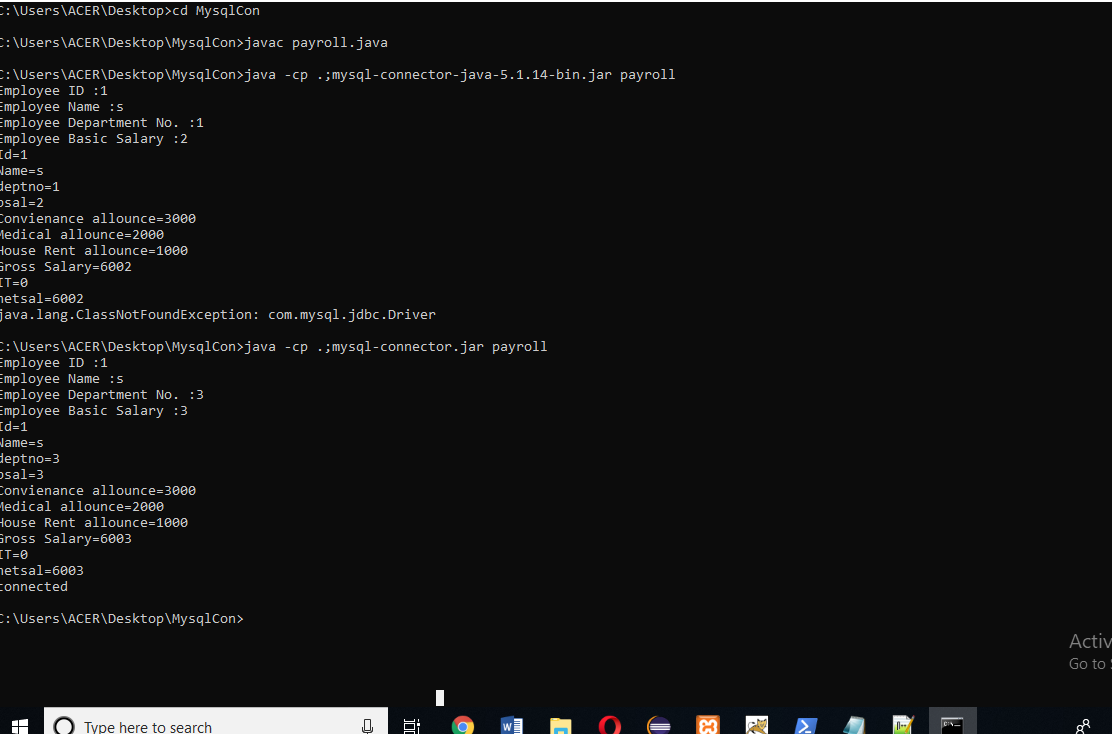 C:\Users\ACER\Desktop>cd MysqlCon
C:\Users\ACER\Desktop\MysqlCon>javac payroll.java
C:\Users\ACER\Desktop\MysqlCon>java -cp .;mysql-connector-java-5.1.14-bin.jar payroll
Employee ID :1
Employee Name :s
Employee Department No. :1
Employee Basic Salary :2
Id=1
Name=s
deptno=1
bsal=2
Convienance allounce=3000
Medical allounce=2000
House Rent allounce=1000
Gross Salary=6002
IT=0
netsal=6002
java.lang.ClassNotFoundException: com.mysql.jdbc.Driver
C:\Users\ACER\Desktop\MysqlCon>java -cp .;mysql-connector.jar payroll
Employee ID :1
Employee Name :s
Employee Department No. :3
Employee Basic Salary :3
Id=1
Name=s
deptno=3
bsal=3
Convienance allounce=3000
Medical allounce=2000
House Rent allounce=1000
Gross Salary=6003
IT=0
netsal=6003
connected
C:\Users\ACER\Desktop\MysqlCon>
Activ
Go to S
Type here to search